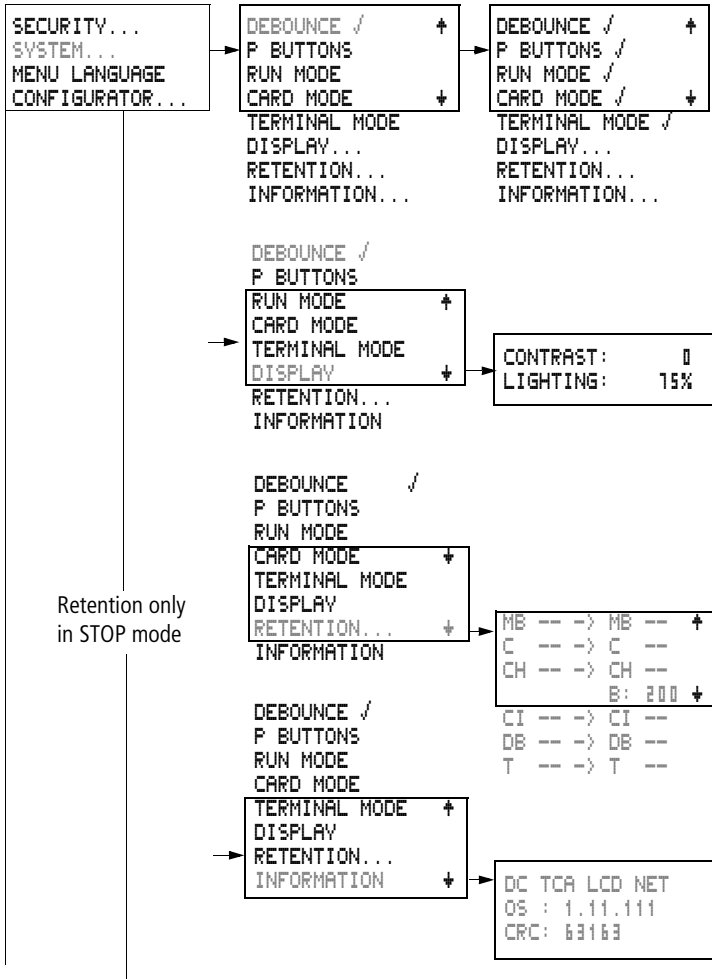 SECURITY...
SYSTEM...
MENU LANGUAGE
CONFIGURATOR...
DEBOUNCE √
P BUTTONS
RUN MODE
CARD MODE
TERMINAL MODE
DISPLAY...
RETENTION...
INFORMATION...
DEBOUNCE √
P BUTTONS √
RUN MODE √
CARD MODE √
TERMINAL MODE √
DISPLAY...
RETENTION...
INFORMATION...
DEBOUNCE √
P BUTTONS
RUN MODE
CARD MODE
TERMINAL MODE
DISPLAY
RETENTION...
INFORMATION
CONTRAST: 0
LIGHTING: 75%
DEBOUNCE √
P BUTTONS
RUN MODE
CARD MODE
TERMINAL MODE
DISPLAY
RETENTION...
INFORMATION
Retention only
in STOP mode
MB -- -> MB --
C -- -> C --
CH -- -> CH --
B: 200
CI -- -> CI --
DB -- -> DB --
T -- -> T --
DEBOUNCE √
P BUTTONS
RUN MODE
CARD MODE
TERMINAL MODE
DISPLAY
RETENTION...
INFORMATION
DC TCA LCD NET
OS : 1.11.111
CRC: 63163